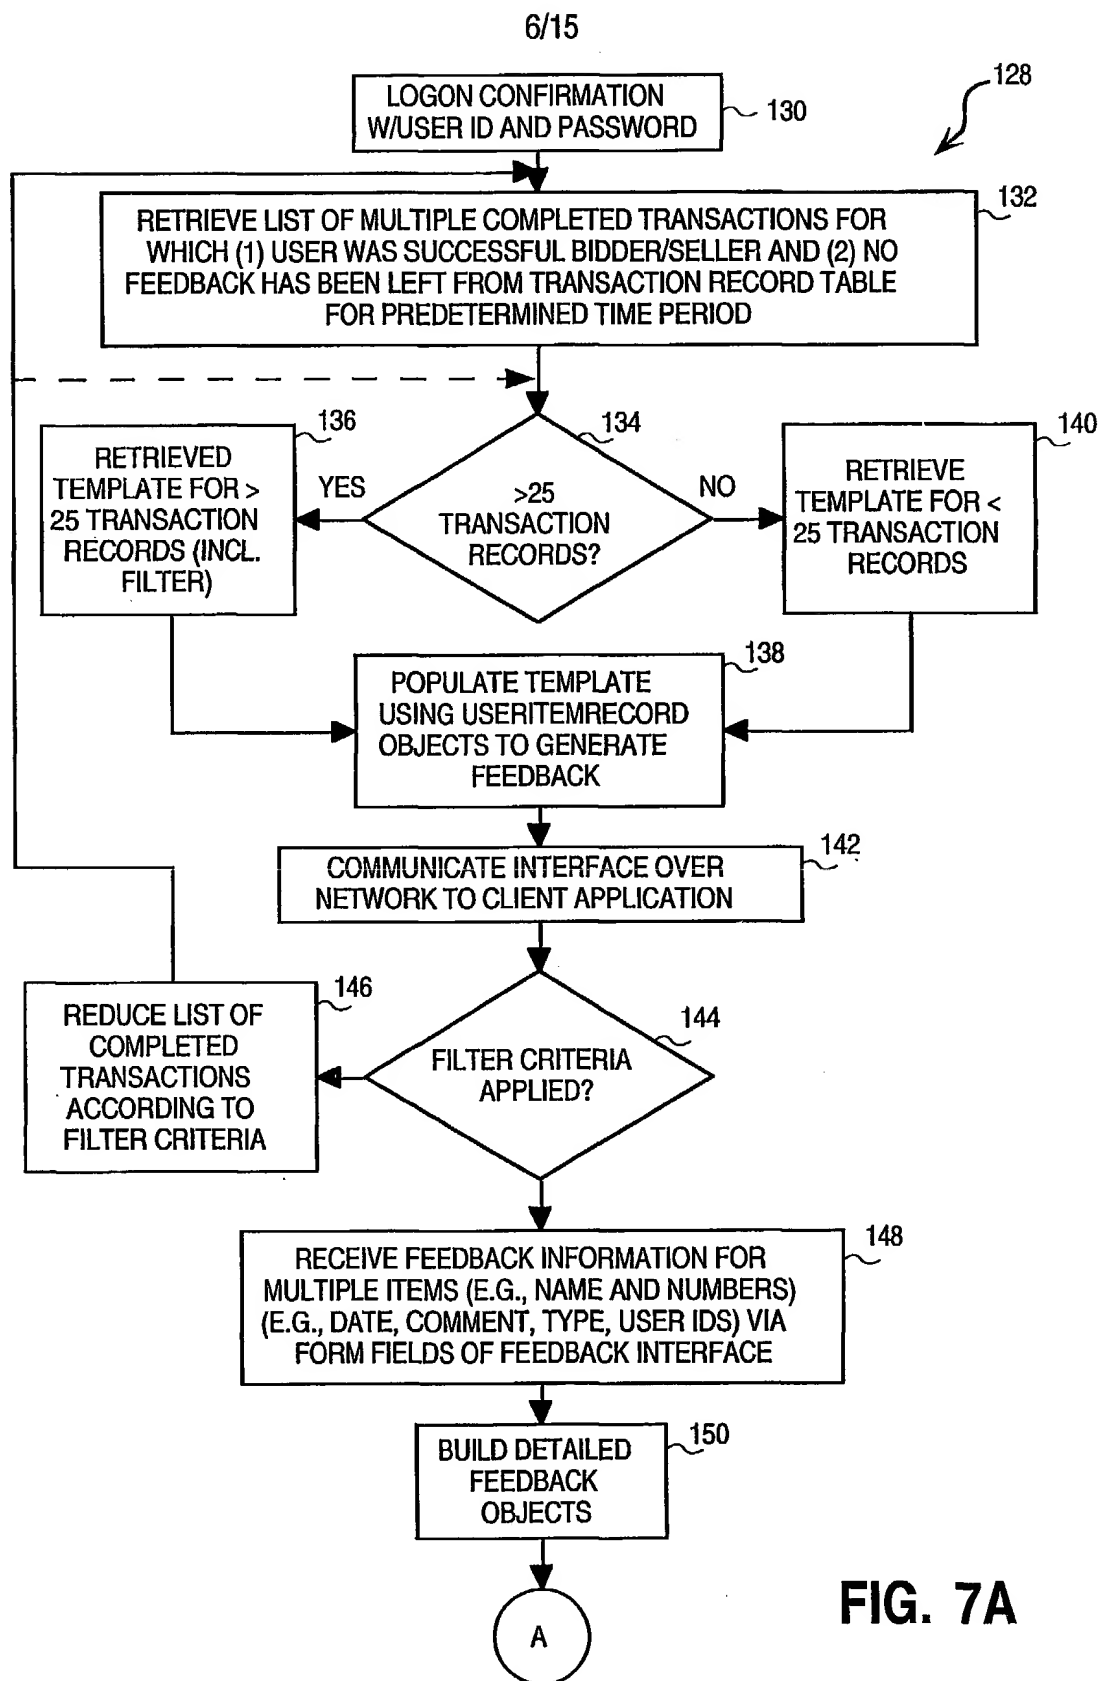 6/15
128
LOGON CONFIRMATION
W/USER ID AND PASSWORD
130
RETRIEVE LIST OF MULTIPLE COMPLETED TRANSACTIONS FOR
WHICH (1) USER WAS SUCCESSFUL BIDDER/SELLER AND (2) NO
FEEDBACK HAS BEEN LEFT FROM TRANSACTION RECORD TABLE
FOR PREDETERMINED TIME PERIOD
132
136
RETRIEVED
TEMPLATE FOR >
25 TRANSACTION
RECORDS (INCL.
FILTER)
YES
134
>25
TRANSACTION
RECORDS?
NO
140
RETRIEVE
TEMPLATE FOR <
25 TRANSACTION
RECORDS
138
POPULATE TEMPLATE
USING USERITEMRECORD
OBJECTS TO GENERATE
FEEDBACK
142
COMMUNICATE INTERFACE OVER
NETWORK TO CLIENT APPLICATION
146
REDUCE LIST OF
COMPLETED
TRANSACTIONS
ACCORDING TO
FILTER CRITERIA
144
FILTER CRITERIA
APPLIED?
148
RECEIVE FEEDBACK INFORMATION FOR
MULTIPLE ITEMS (E.G., NAME AND NUMBERS)
(E.G., DATE, COMMENT, TYPE, USER IDS) VIA
FORM FIELDS OF FEEDBACK INTERFACE
150
BUILD DETAILED
FEEDBACK
OBJECTS
A
FIG. 7A